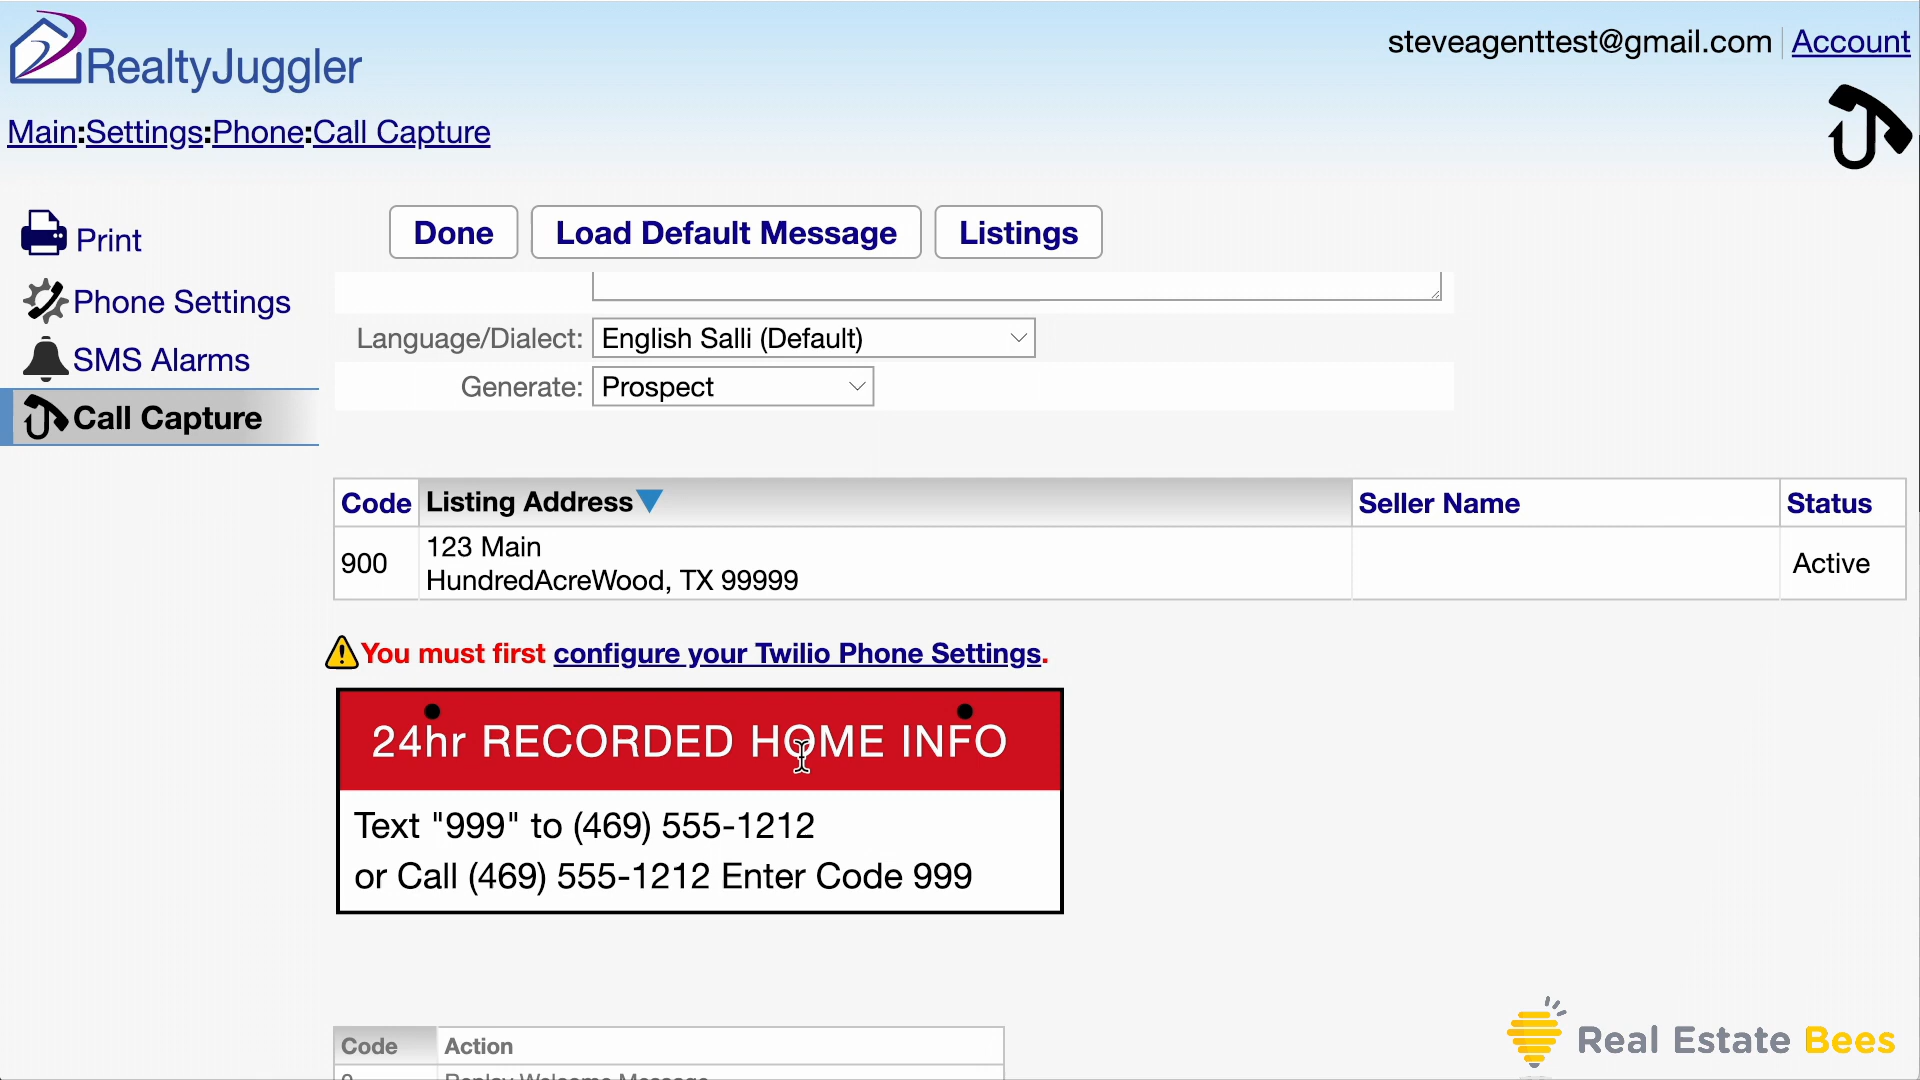 RealtyJuggler
steveagenttest@gmail.com Account
Main:Settings:Phone:Call Capture
Print
Phone Settings
SMS Alarms
Call Capture
Done Load Default Message Listings
Language/Dialect: English Salli (Default)
Generate: Prospect
Code Listing Address Seller Name Status
900 123 Main Active
HundredAcreWood, TX 99999
You must first configure your Twilio Phone Settings.
24hr RECORDED HOME INFO
Text "999" to (469) 555-1212
or Call (469) 555-1212 Enter Code 999
Code Action
Replay Welcome Message
Real Estate Bees